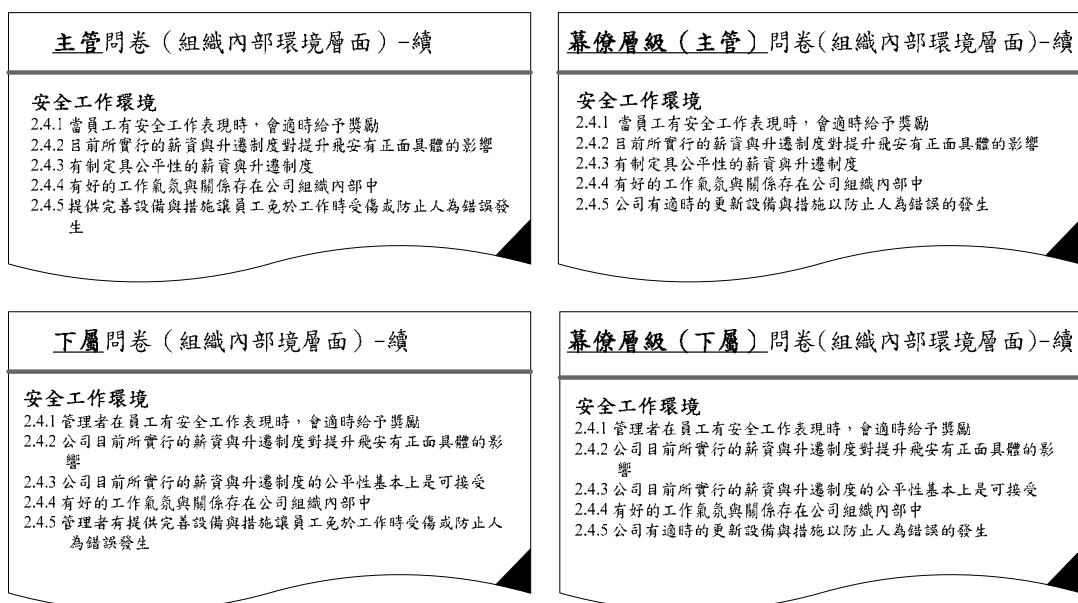 主管問卷（組織內部環境層面）-續
安全工作環境
2.4.1 當員工有安全工作表現時，會適時給予獎勵
2.4.2 目前所實行的薪資與升遷制度對提升飛安有正面具體的影響
2.4.3 有制定具公平性的薪資與升遷制度
2.4.4 有好的工作氣氛與關係存在公司組織內部中
2.4.5 提供完善設備與措施讓員工免於工作時受傷或防止人為錯誤發
生
幕僚層級（主管）問卷(組織內部環境層面)-續
安全工作環境
2.4.1 當員工有安全工作表現時，會適時給予獎勵
2.4.2 目前所實行的薪資與升遷制度對提升飛安有正面具體的影響
2.4.3 有制定具公平性的薪資與升遷制度
2.4.4 有好的工作氣氛與關係存在公司組織內部中
2.4.5 公司有適時的更新設備與措施以防止人為錯誤的發生
下屬問卷（組織內部境層面）-續
安全工作環境
2.4.1 管理者在員工有安全工作表現時，會適時給予獎勵
2.4.2 公司目前所實行的薪資與升遷制度對提升飛安有正面具體的影
響
2.4.3 公司目前所實行的薪資與升遷制度的公平性基本上是可接受
2.4.4 有好的工作氣氛與關係存在公司組織內部中
2.4.5 管理者有提供完善設備與措施讓員工免於工作時受傷或防止人
為錯誤發生
幕僚層級（下屬）問卷(組織內部環境層面)-續
安全工作環境
2.4.1 管理者在員工有安全工作表現時，會適時給予獎勵
2.4.2 公司目前所實行的薪資與升遷制度對提升飛安有正面具體的影
響
2.4.3 公司目前所實行的薪資與升遷制度的公平性基本上是可接受
2.4.4 有好的工作氣氛與關係存在公司組織內部中
2.4.5 公司有適時的更新設備與措施以防止人為錯誤的發生